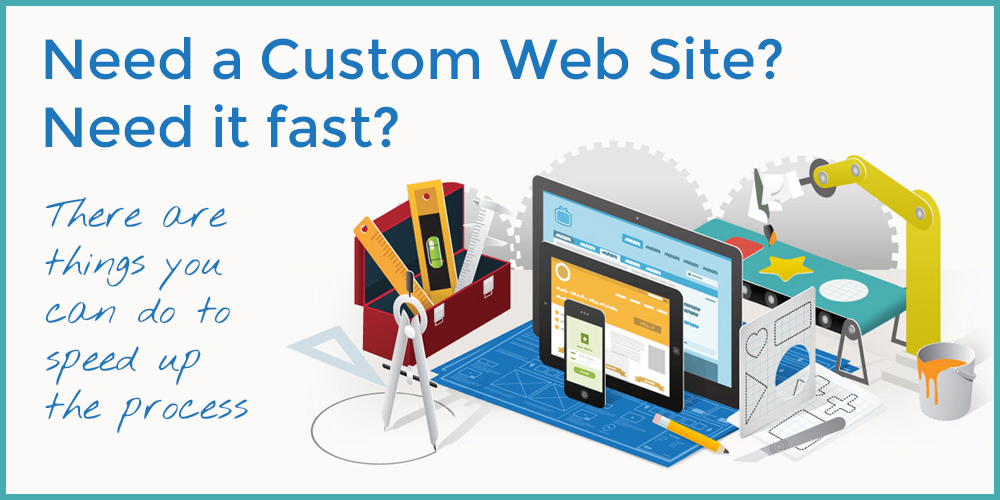 Need a Custom Web Site?
Need it fast?
There are
things you
can do to
speed up
the process